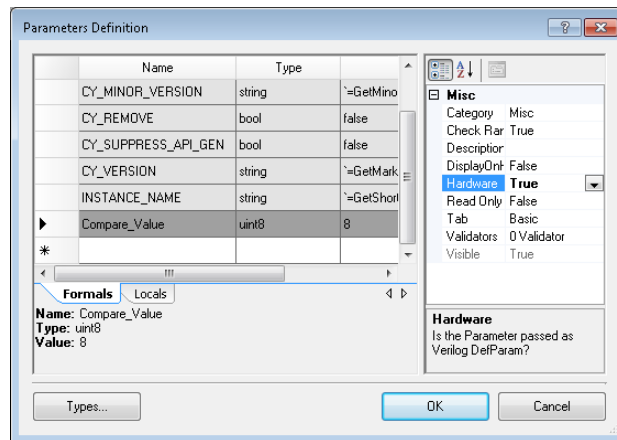 Parameters Definition
Name Type
CY_MINOR_VERSION string `=GetMino
CY_REMOVE bool false
CY_SUPPRESS_API_GEN bool false
CY_VERSION string `=GetMark
INSTANCE_NAME string `=GetShort
Compare_Value uint8 8
Formals Locals
Name: Compare_Value
Type: uint8
Value: 8
Misc
Category Misc
Check Rar True
Description
DisplayOnl False
Hardware True
Read Only False
Tab Basic
Validators 0 Validator
Visible True
Hardware
Is the Parameter passed as
Verilog DefParam?
Types... OK Cancel